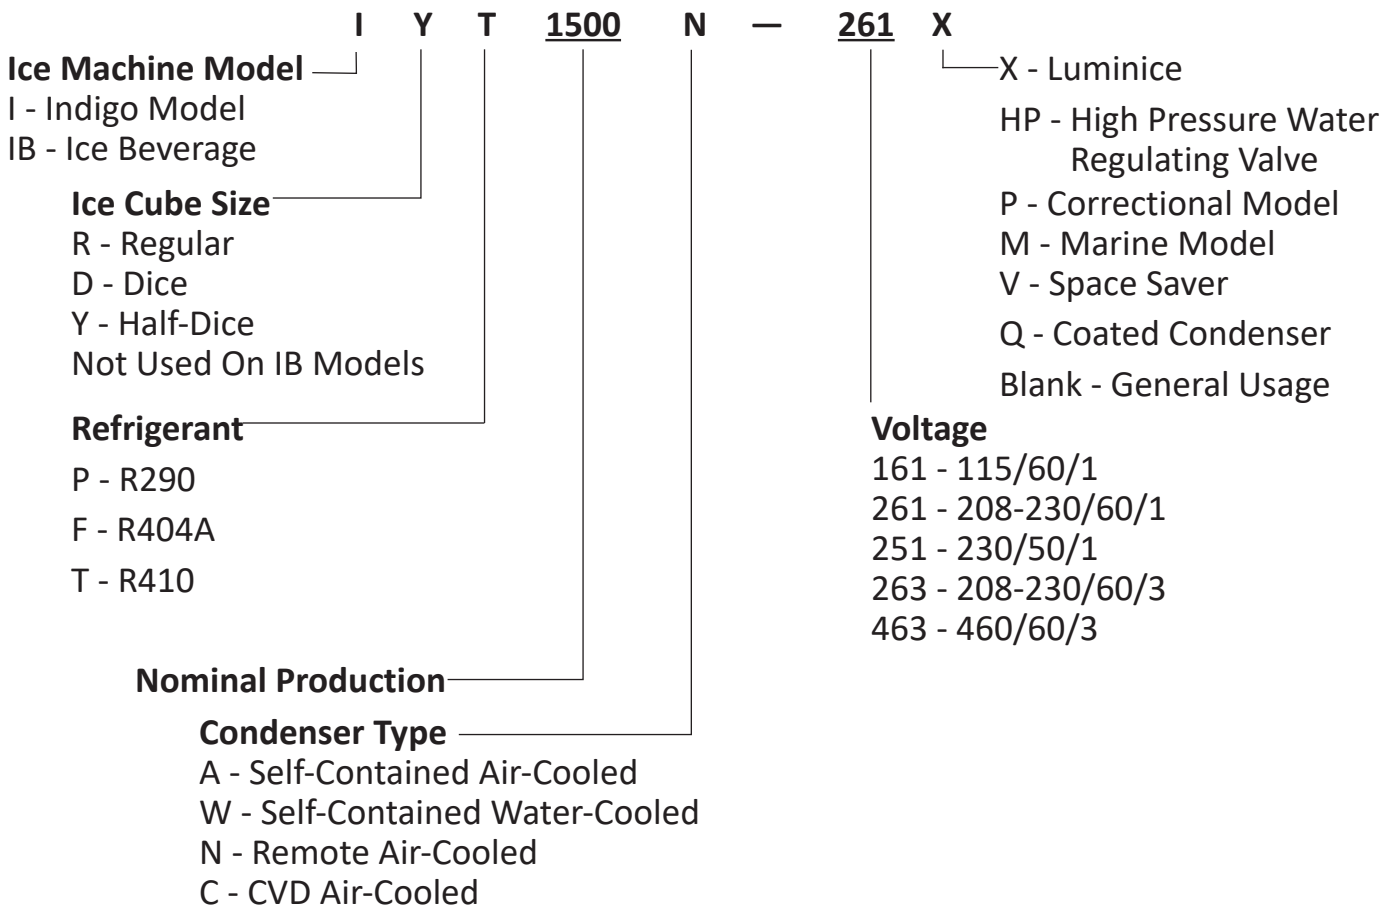 I Y T 1500 N — 261 X
Ice Machine Model
I - Indigo Model
IB - Ice Beverage
Ice Cube Size
R - Regular
D - Dice
Y - Half-Dice
Not Used On IB Models
Refrigerant
P - R290
F - R404A
T - R410
Nominal Production
Condenser Type
A - Self-Contained Air-Cooled
W - Self-Contained Water-Cooled
N - Remote Air-Cooled
C - CVD Air-Cooled
X - Luminice
HP - High Pressure Water
Regulating Valve
P - Correctional Model
M - Marine Model
V - Space Saver
Q - Coated Condenser
Blank - General Usage
Voltage
161 - 115/60/1
261 - 208-230/60/1
251 - 230/50/1
263 - 208-230/60/3
463 - 460/60/3